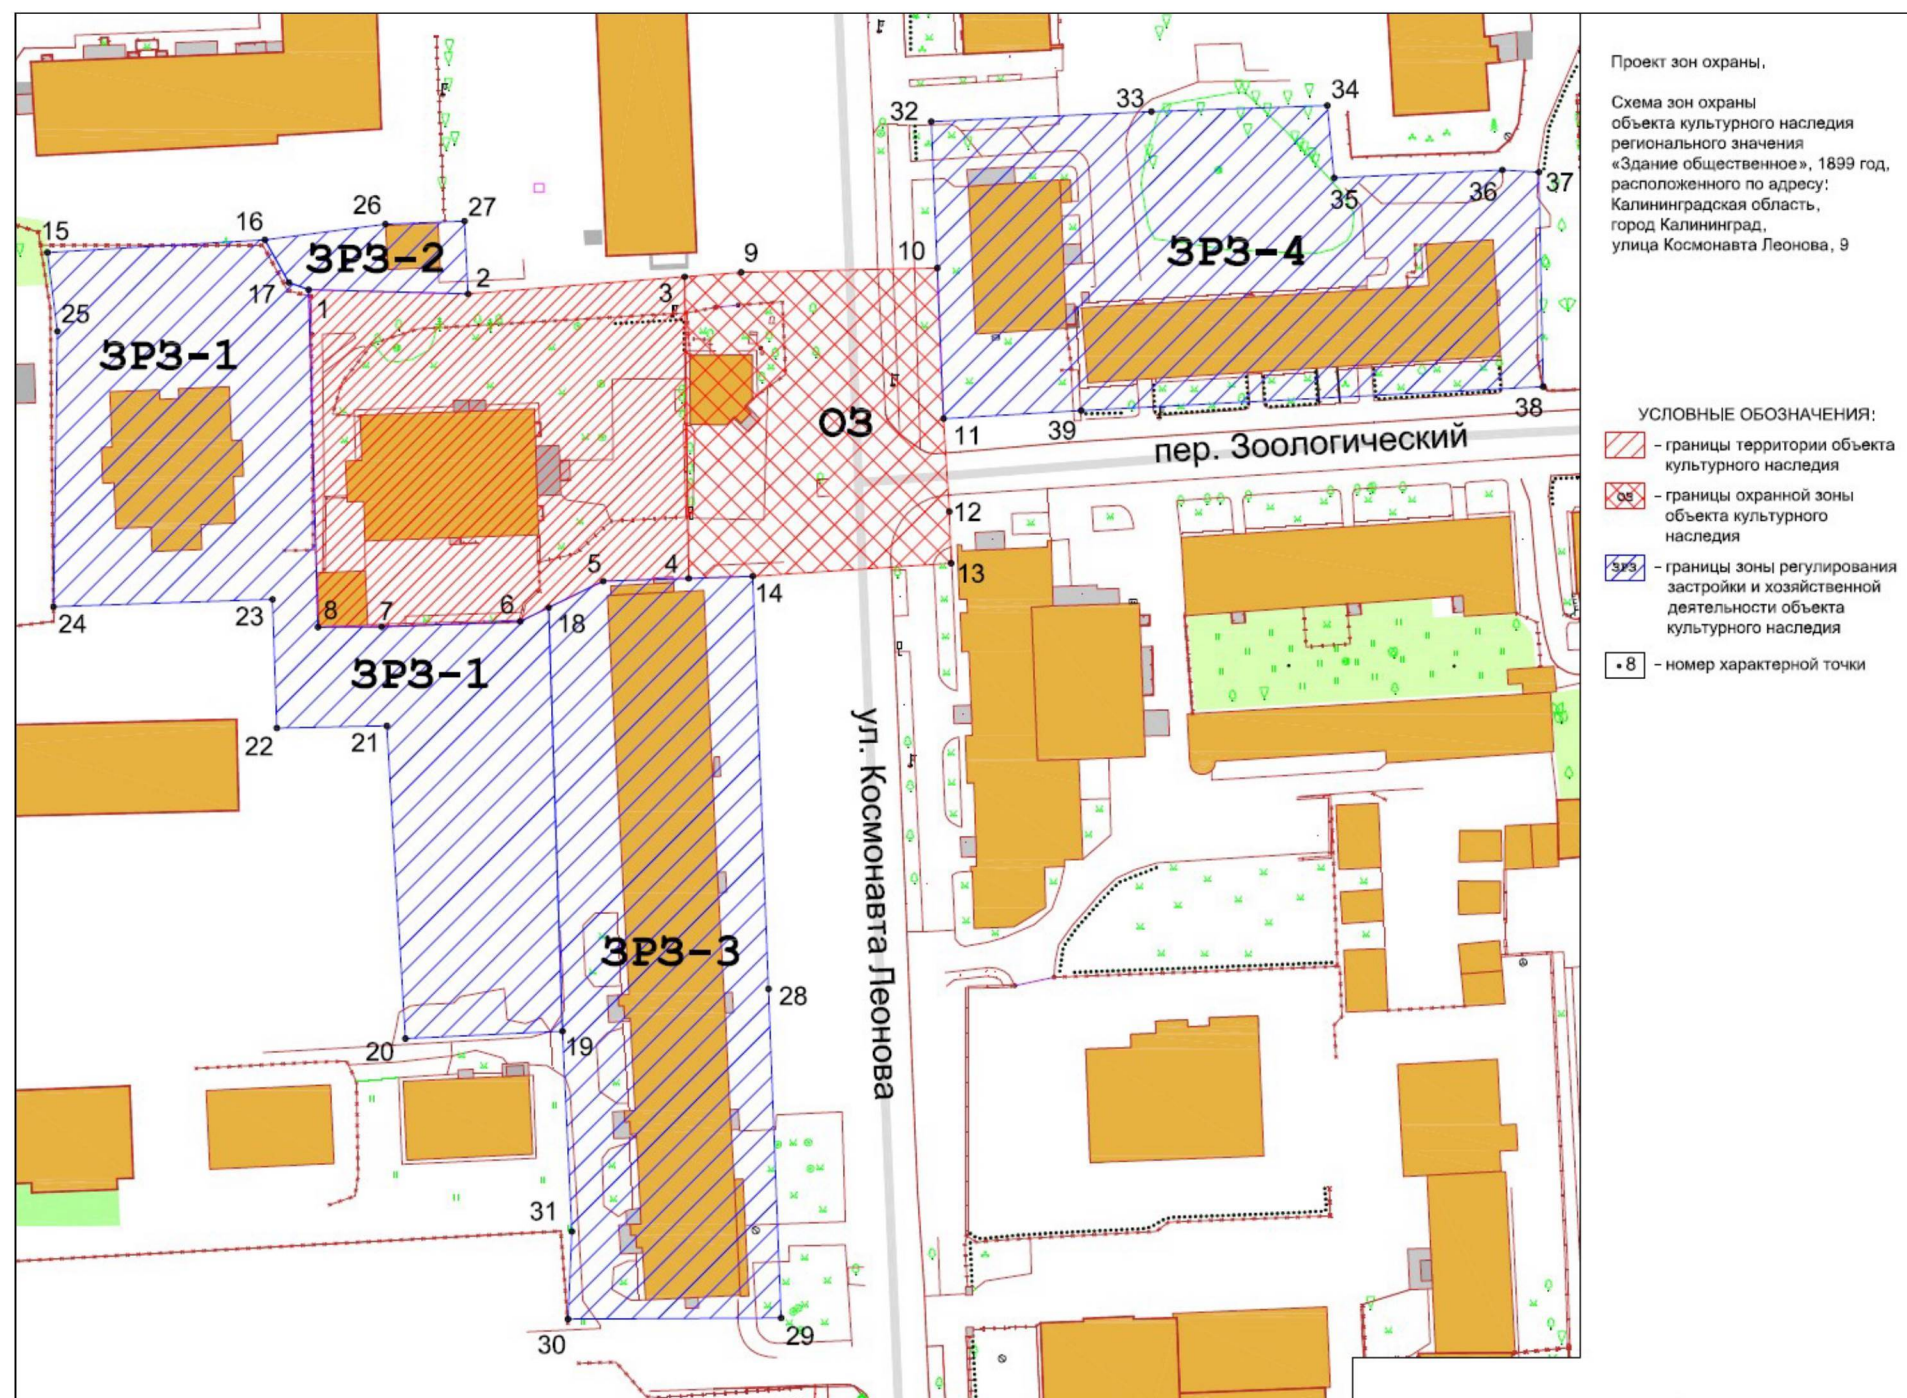 Проект зон охраны.
Схема зон охраны
объекта культурного наследия
регионального значения
«Здание общественное», 1899 год,
расположенного по адресу:
Калининградская область,
город Калининград,
улица Космонавта Леонова, 9
УСЛОВНЫЕ ОБОЗНАЧЕНИЯ:
– границы территории объекта
культурного наследия
ОЗ – границы охранной зоны
объекта культурного
наследия
ЗРЗ – границы зоны регулирования
застройки и хозяйственной
деятельности объекта
культурного наследия
• 8 – номер характерной точки
32
33
34
35
36
37
15
16
26
27
ЗРЗ-2
17
1
2
3
9
10
ЗРЗ-4
25
ЗРЗ-1
ОЗ
11
39
38
пер. Зоологический
12
13
5
4
14
24
23
8
7
6
18
ЗРЗ-1
22
21
ул. Космонавта Леонова
ЗРЗ-3
28
20
19
31
30
29